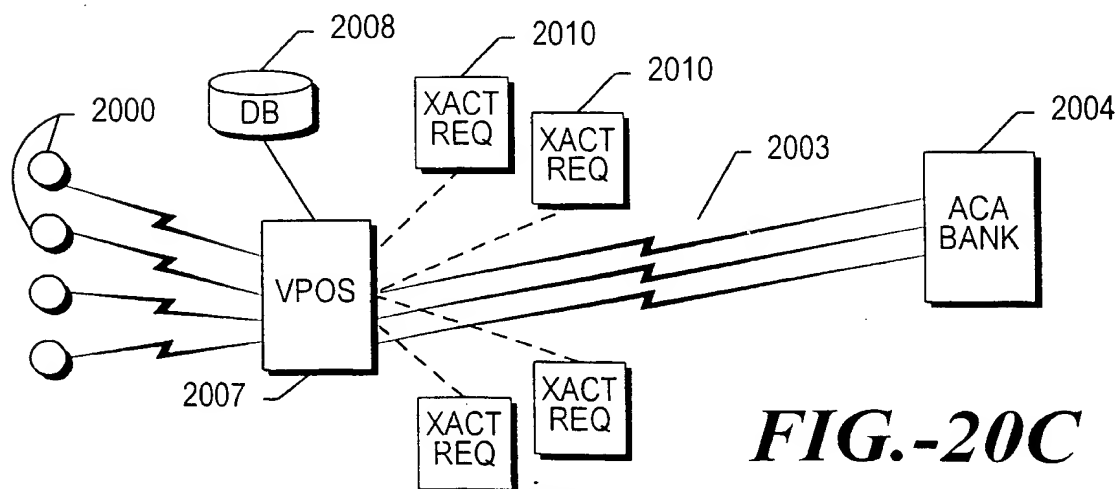 2008
2010
2010
2000
DB
XACT
REQ
XACT
REQ
2003
2004
ACA
BANK
VPOS
2007
XACT
REQ
XACT
REQ
FIG.-20C